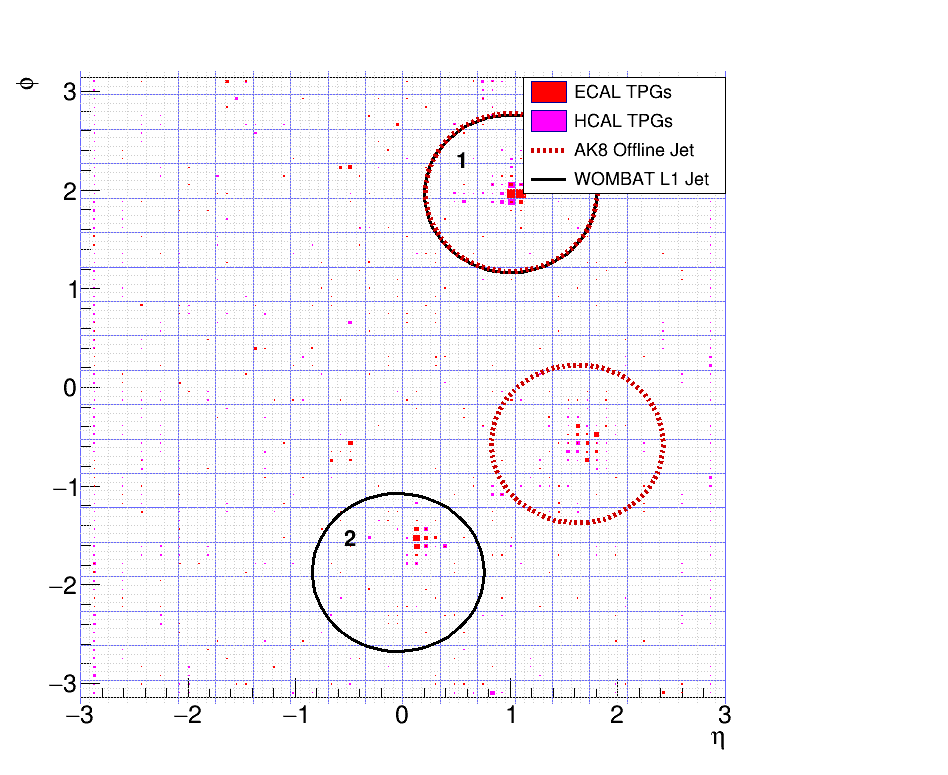 ϕ
3
2
1
0
−1
−2
−3
ECAL TPGs
HCAL TPGs
AK8 Offline Jet
WOMBAT L1 Jet
1
2
−3 −2 −1 0 1 2 3
η